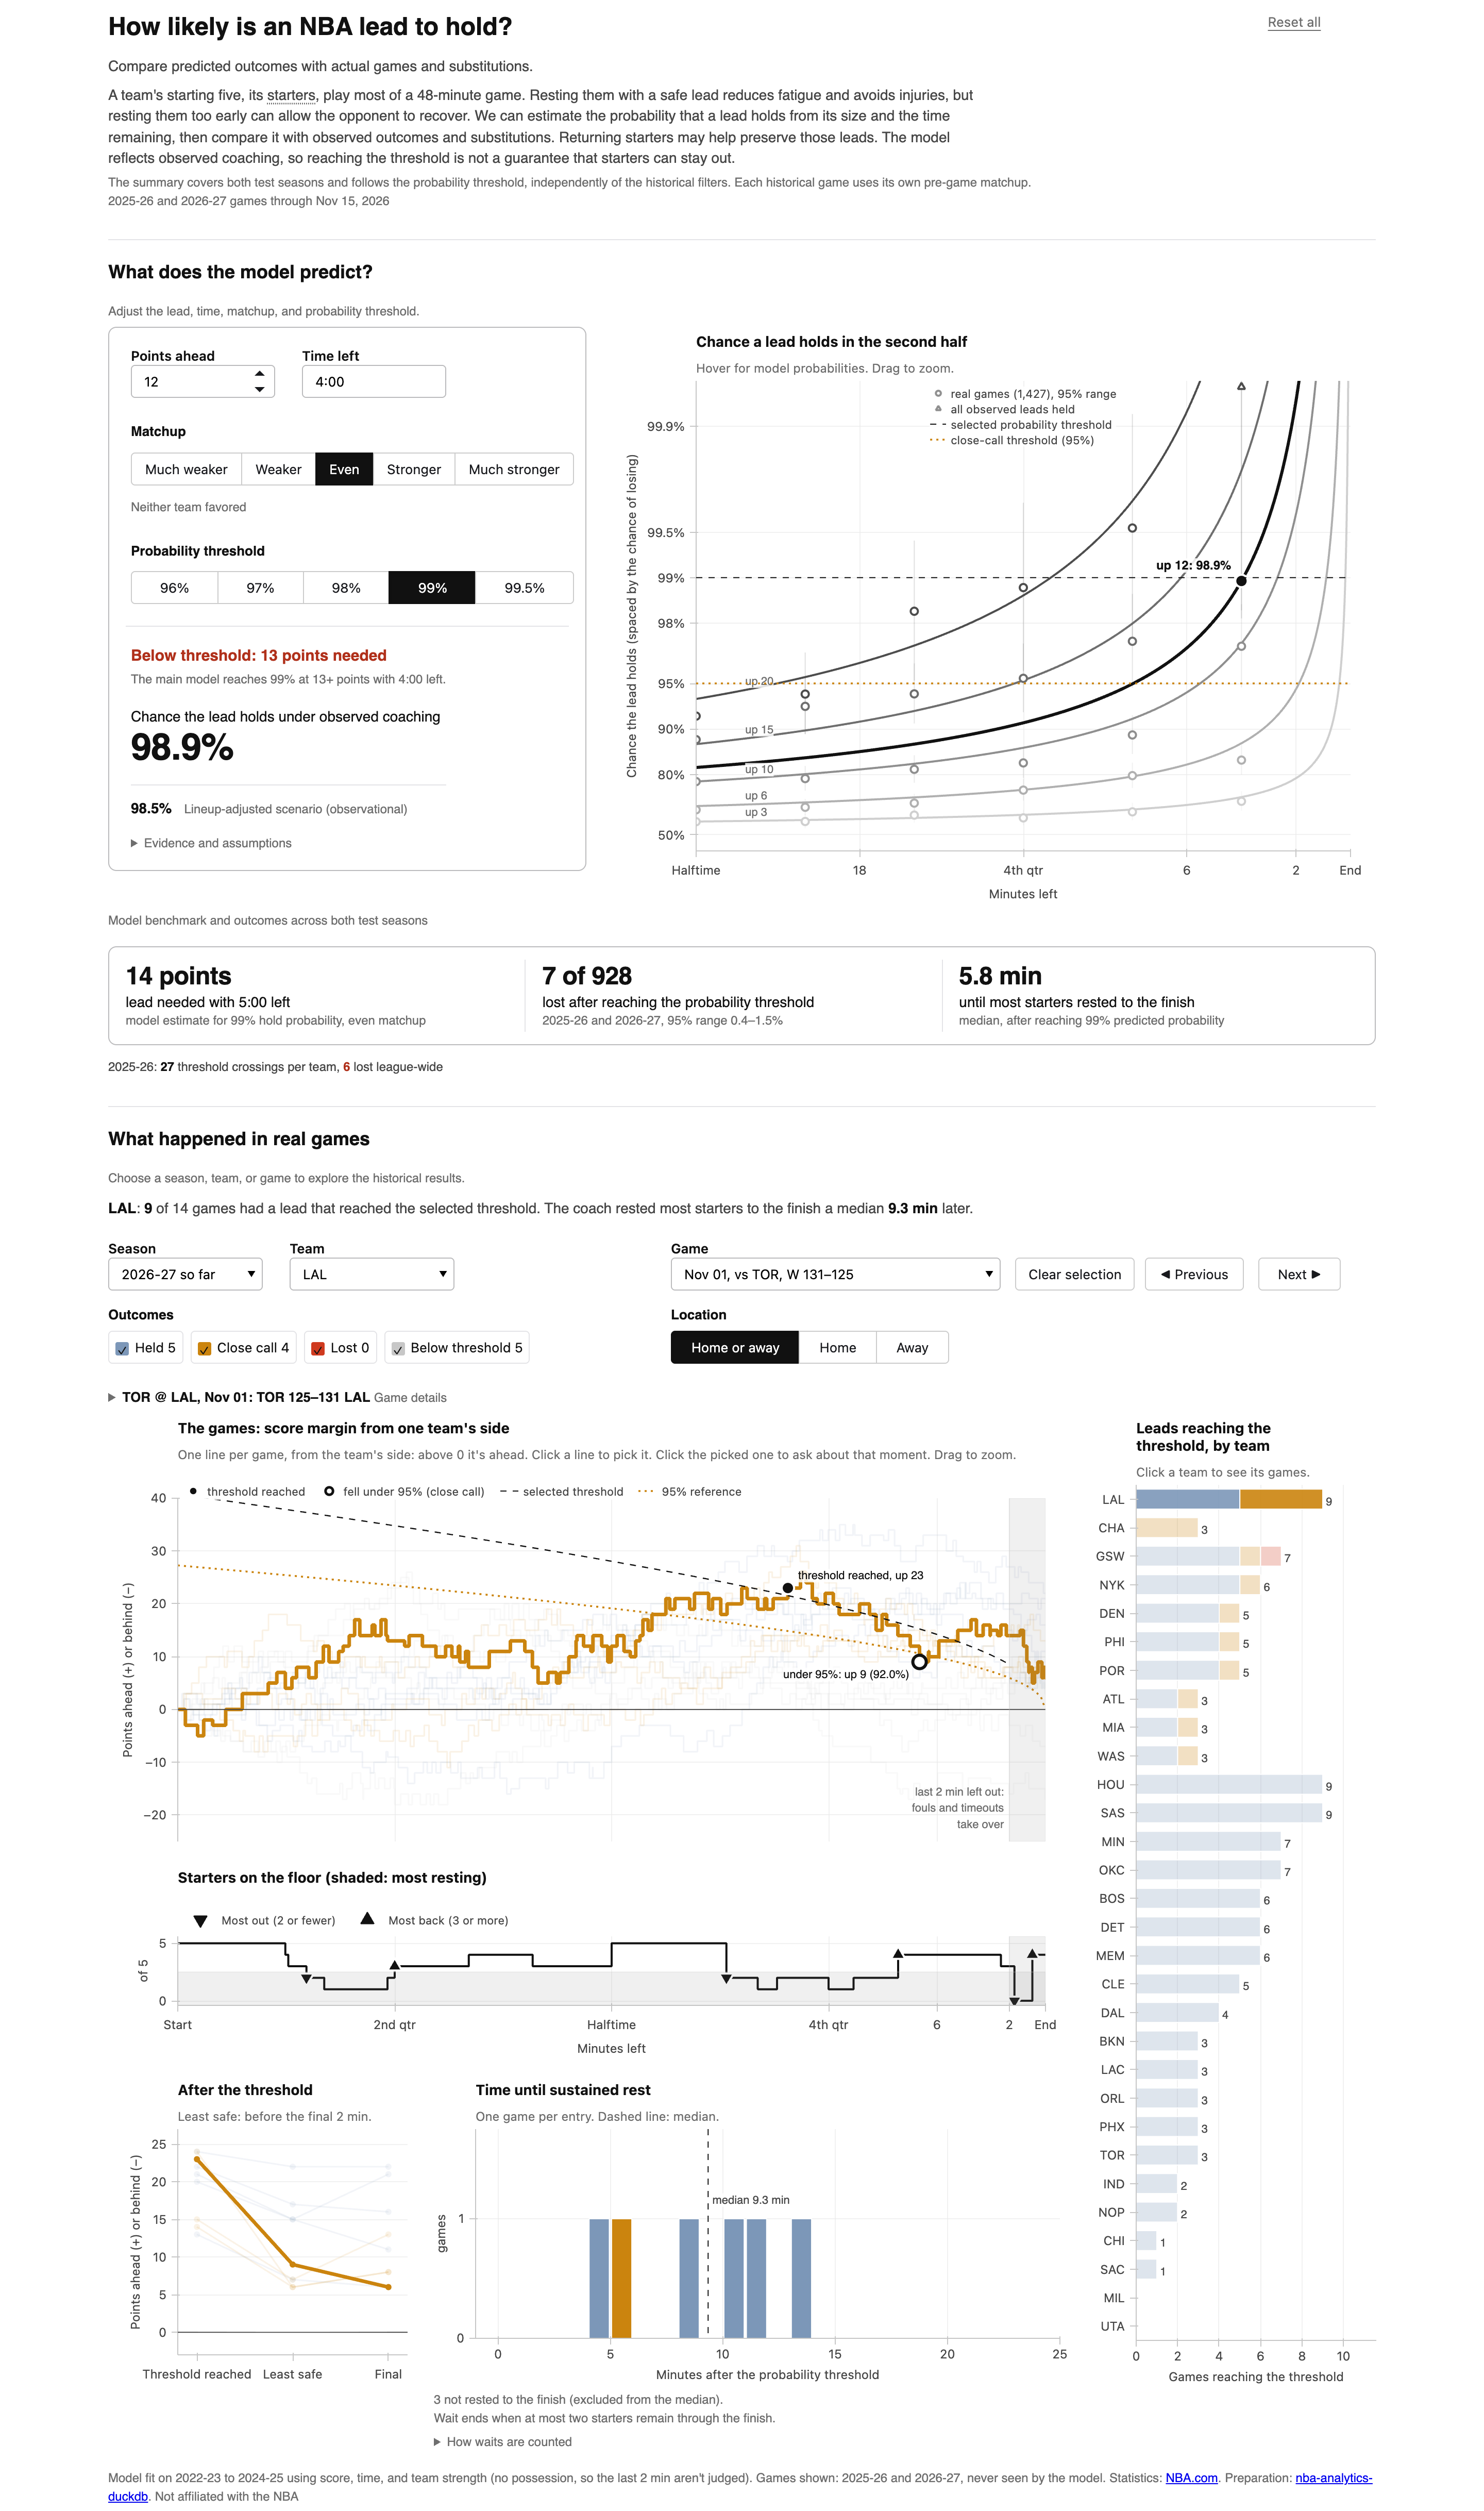 How likely is an NBA lead to hold?
Reset all
Compare predicted outcomes with actual games and substitutions.
A team's starting five, its starters, play most of a 48-minute game. Resting them with a safe lead reduces fatigue and avoids injuries, but
resting them too early can allow the opponent to recover. We can estimate the probability that a lead holds from its size and the time
remaining, then compare it with observed outcomes and substitutions. Returning starters may help preserve those leads. The model
reflects observed coaching, so reaching the threshold is not a guarantee that starters can stay out.
The summary covers both test seasons and follows the probability threshold, independently of the historical filters. Each historical game uses its own pre-game matchup.
2025-26 and 2026-27 games through Nov 15, 2026
What does the model predict?
Adjust the lead, time, matchup, and probability threshold.
Points ahead
Time left
12
4:00
Matchup
Much weaker
Weaker
Even
Stronger
Much stronger
Neither team favored
Probability threshold
96%
97%
98%
99%
99.5%
Below threshold: 13 points needed
The main model reaches 99% at 13+ points with 4:00 left.
Chance the lead holds under observed coaching
98.9%
98.5% Lineup-adjusted scenario (observational)
▶ Evidence and assumptions
Chance a lead holds in the second half
Hover for model probabilities. Drag to zoom.
real games (1,427), 95% range
all observed leads held
selected probability threshold
close-call threshold (95%)
Chance the lead holds (spaced by the chance of losing)
99.9%
99.5%
99%
98%
95%
90%
80%
50%
up 12: 98.9%
up 20
up 15
up 10
up 6
up 3
Halftime
18
4th qtr
6
2
End
Minutes left
Model benchmark and outcomes across both test seasons
14 points
lead needed with 5:00 left
model estimate for 99% hold probability, even matchup
7 of 928
lost after reaching the probability threshold
2025-26 and 2026-27, 95% range 0.4–1.5%
5.8 min
until most starters rested to the finish
median, after reaching 99% predicted probability
2025-26: 27 threshold crossings per team, 6 lost league-wide
What happened in real games
Choose a season, team, or game to explore the historical results.
LAL: 9 of 14 games had a lead that reached the selected threshold. The coach rested most starters to the finish a median 9.3 min later.
Season
Team
Game
2026-27 so far
LAL
Nov 01, vs TOR, W 131–125
Clear selection
◀ Previous
Next ▶
Outcomes
Location
Held 5
Close call 4
Lost 0
Below threshold 5
Home or away
Home
Away
▶ TOR @ LAL, Nov 01: TOR 125–131 LAL Game details
The games: score margin from one team's side
One line per game, from the team's side: above 0 it's ahead. Click a line to pick it. Click the picked one to ask about that moment. Drag to zoom.
threshold reached
fell under 95% (close call)
selected threshold
95% reference
Points ahead (+) or behind (−)
40
30
20
10
0
−10
−20
threshold reached, up 23
under 95%: up 9 (92.0%)
last 2 min left out:
fouls and timeouts
take over
Starters on the floor (shaded: most resting)
Most out (2 or fewer)
Most back (3 or more)
of 5
5
0
Start
2nd qtr
Halftime
4th qtr
6
2
End
Minutes left
After the threshold
Least safe: before the final 2 min.
Points ahead (+) or behind (−)
25
20
15
10
5
0
Threshold reached
Least safe
Final
Time until sustained rest
One game per entry. Dashed line: median.
games
1
0
median 9.3 min
0
5
10
15
20
25
Minutes after the probability threshold
3 not rested to the finish (excluded from the median).
Wait ends when at most two starters remain through the finish.
▶ How waits are counted
Leads reaching the
threshold, by team
Click a team to see its games.
LAL 9
CHA 3
GSW 7
NYK 6
DEN 5
PHI 5
POR 5
ATL 3
MIA 3
WAS 3
HOU 9
SAS 9
MIN 7
OKC 7
BOS 6
DET 6
MEM 6
CLE 5
DAL 4
BKN 3
LAC 3
ORL 3
PHX 3
TOR 3
IND 2
NOP 2
CHI 1
SAC 1
MIL
UTA
0
2
4
6
8
10
Games reaching the threshold
Model fit on 2022-23 to 2024-25 using score, time, and team strength (no possession, so the last 2 min aren't judged). Games shown: 2025-26 and 2026-27, never seen by the model. Statistics: NBA.com. Preparation: nba-analytics-
duckdb. Not affiliated with the NBA